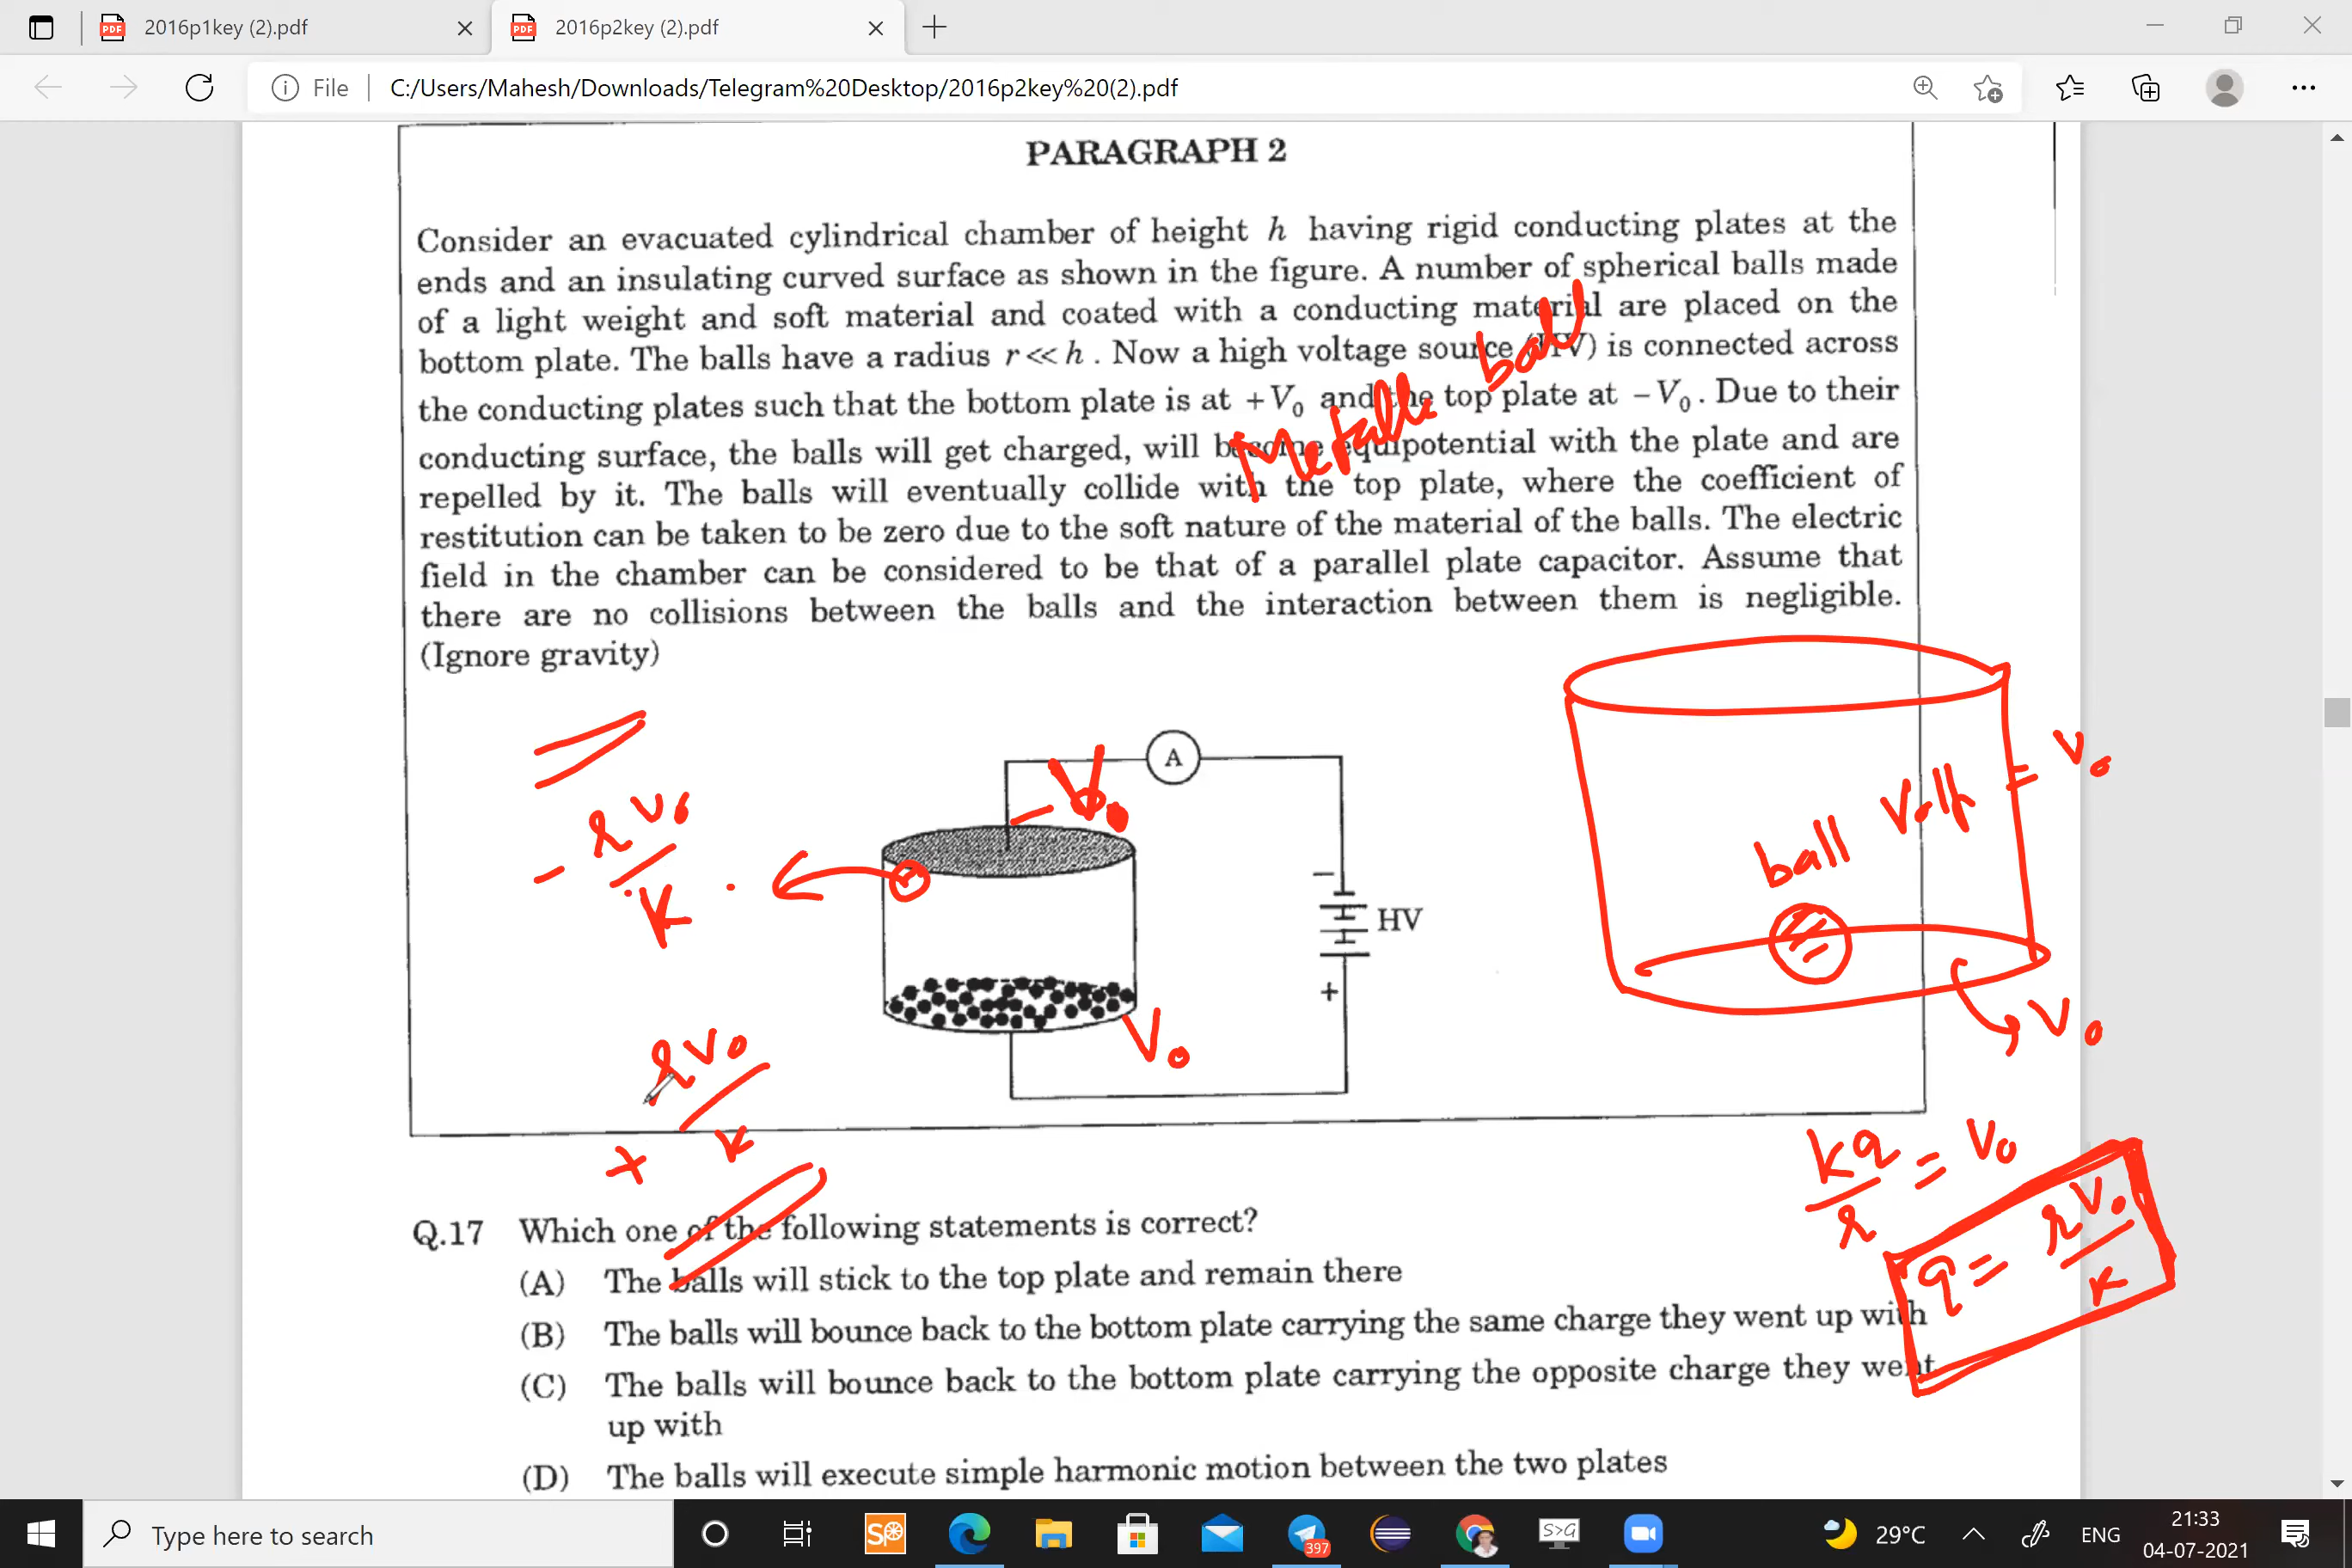 2016p1key (2).pdf
2016p2key (2).pdf
File
C:/Users/Mahesh/Downloads/Telegram%20Desktop/2016p2key%20(2).pdf
PARAGRAPH 2
Consider an evacuated cylindrical chamber of height h having rigid conducting plates at the
ends and an insulating curved surface as shown in the figure. A number of spherical balls made
of a light weight and soft material and coated with a conducting material are placed on the
bottom plate. The balls have a radius r << h . Now a high voltage source (HV) is connected across
the conducting plates such that the bottom plate is at +V₀ and the top plate at −V₀. Due to their
conducting surface, the balls will get charged, will become equipotential with the plate and are
repelled by it. The balls will eventually collide with the top plate, where the coefficient of
restitution can be taken to be zero due to the soft nature of the material of the balls. The electric
field in the chamber can be considered to be that of a parallel plate capacitor. Assume that
there are no collisions between the balls and the interaction between them is negligible.
(Ignore gravity)
ball
A
−V₀
− r V₀ / K
HV
−
+
V₀
+ r V₀ / K
ball Volt = V₀
V₀
Kq / r = V₀
q = r V₀ / K
Q.17 Which one of the following statements is correct?
(A) The balls will stick to the top plate and remain there
(B) The balls will bounce back to the bottom plate carrying the same charge they went up with
(C) The balls will bounce back to the bottom plate carrying the opposite charge they went
up with
(D) The balls will execute simple harmonic motion between the two plates
Type here to search
397
S>G
29°C
ENG
21:33
04-07-2021